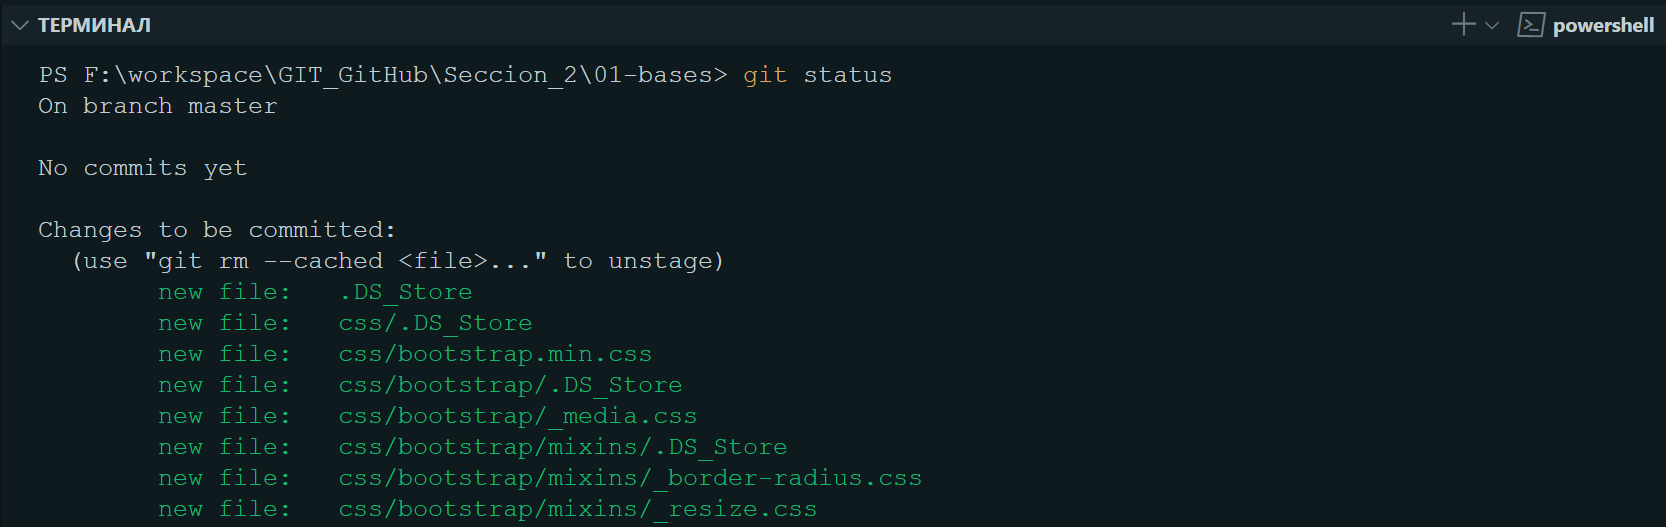 ТЕРМИНАЛ
powershell
PS F:\workspace\GIT_GitHub\Seccion_2\01-bases> git status
On branch master
No commits yet
Changes to be committed:
(use "git rm --cached <file>..." to unstage)
new file: .DS_Store
new file: css/.DS_Store
new file: css/bootstrap.min.css
new file: css/bootstrap/.DS_Store
new file: css/bootstrap/_media.css
new file: css/bootstrap/mixins/.DS_Store
new file: css/bootstrap/mixins/_border-radius.css
new file: css/bootstrap/mixins/_resize.css